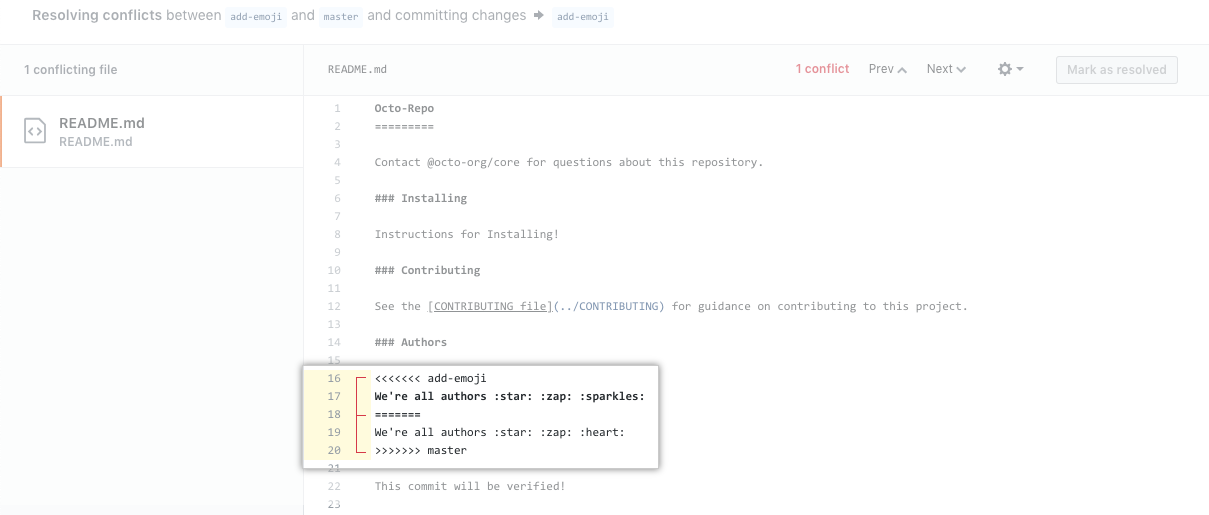 Resolving conflicts between add-emoji and master and committing changes → add-emoji
1 conflicting file
README.md
README.md
README.md 1 conflict Prev Next Mark as resolved
1 Octo-Repo
2 =========
3
4 Contact @octo-org/core for questions about this repository.
5
6 ### Installing
7
8 Instructions for Installing!
9
10 ### Contributing
11
12 See the [CONTRIBUTING file](../CONTRIBUTING) for guidance on contributing to this project.
13
14 ### Authors
15
16 <<<<<<< add-emoji
17 We're all authors :star: :zap: :sparkles:
18 =======
19 We're all authors :star: :zap: :heart:
20 >>>>>>> master
21
22 This commit will be verified!
23